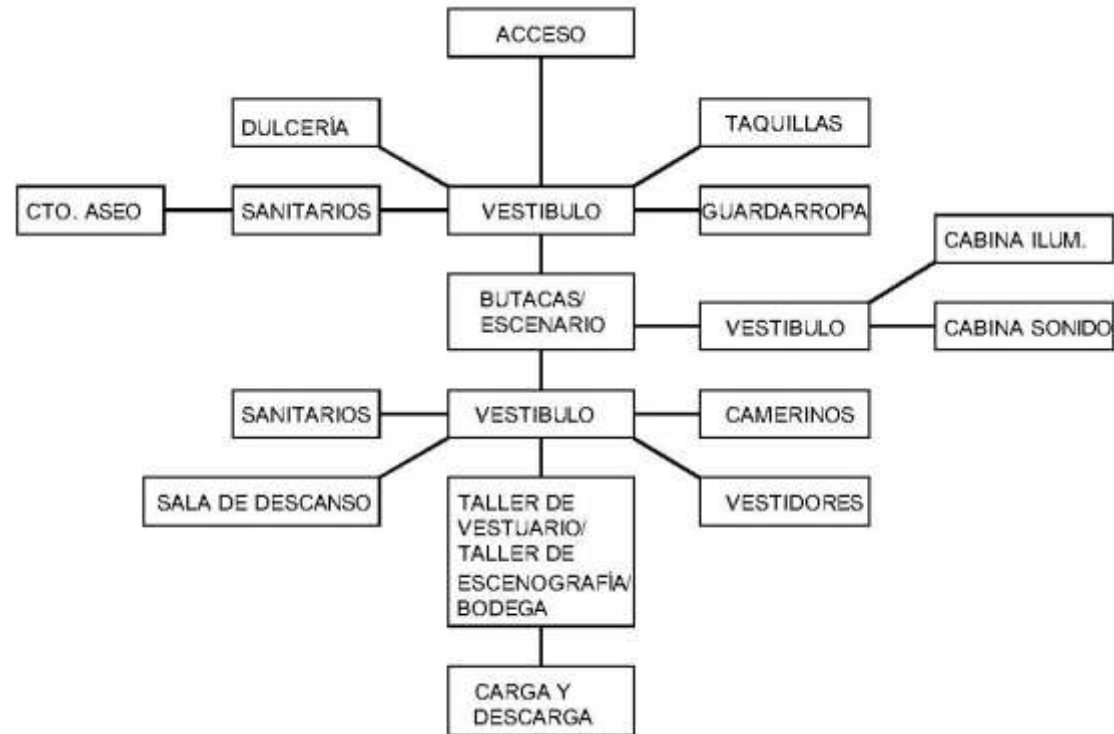 ACCESO
DULCERÍA
TAQUILLAS
CTO. ASEO
SANITARIOS
VESTIBULO
GUARDARROPA
CABINA ILUM.
BUTACAS/
ESCENARIO
VESTIBULO
CABINA SONIDO
SANITARIOS
VESTIBULO
CAMERINOS
SALA DE DESCANSO
TALLER DE
VESTUARIO/
TALLER DE
ESCENOGRAFÍA/
BODEGA
VESTIDORES
CARGA Y
DESCARGA